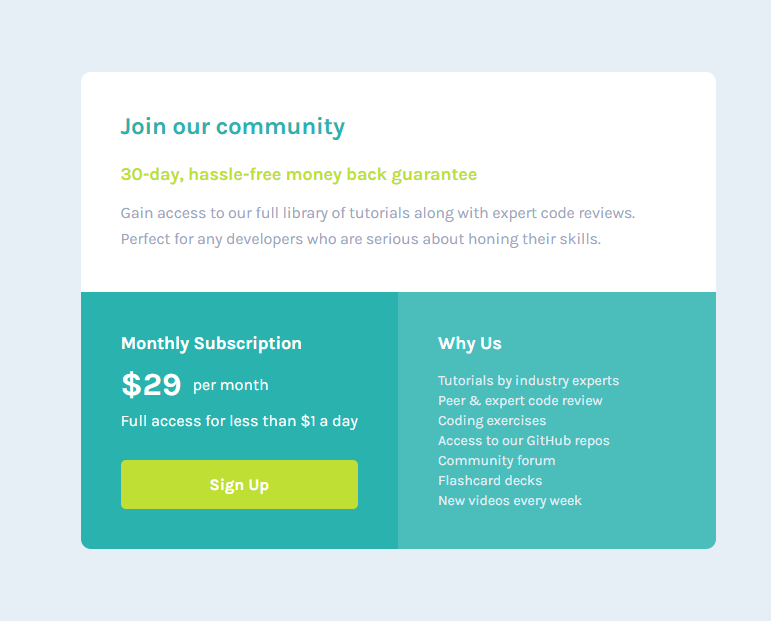 Join our community
30-day, hassle-free money back guarantee
Gain access to our full library of tutorials along with expert code reviews.
Perfect for any developers who are serious about honing their skills.
Monthly Subscription
$29 per month
Full access for less than $1 a day
Sign Up
Why Us
Tutorials by industry experts
Peer & expert code review
Coding exercises
Access to our GitHub repos
Community forum
Flashcard decks
New videos every week